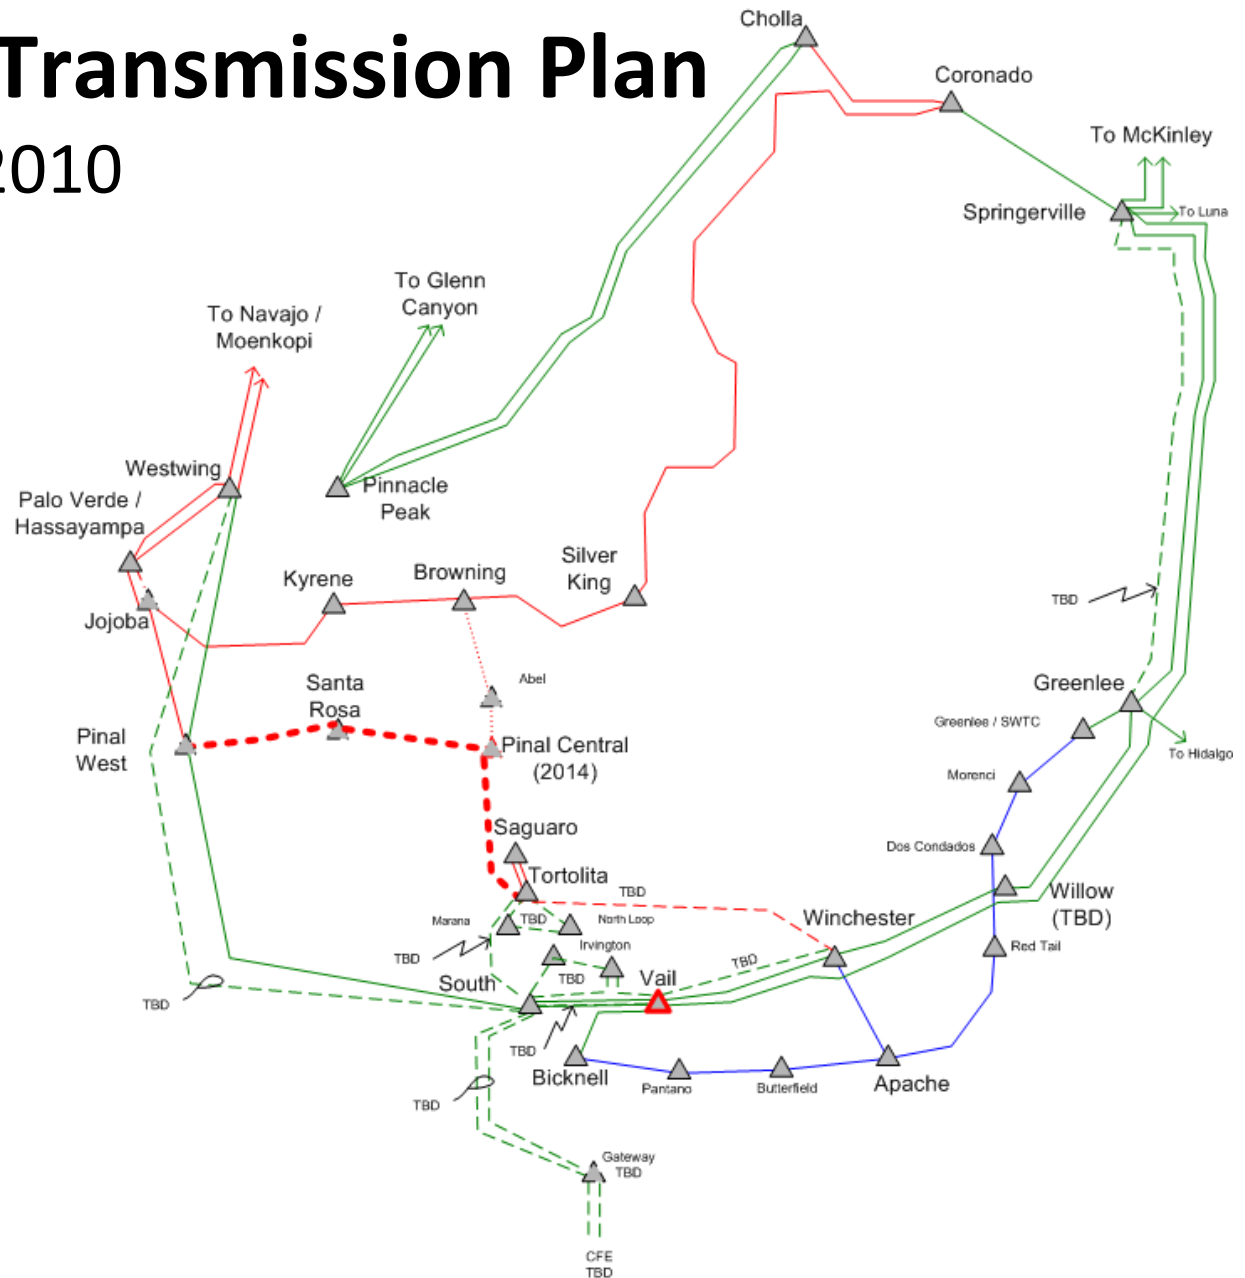 Transmission Plan
2010
Cholla
Coronado
To McKinley
Springerville
To Luna
To Glenn
Canyon
To Navajo /
Moenkopi
Westwing
Pinnacle
Peak
Palo Verde /
Hassayampa
Silver
King
Browning
Kyrene
TBD
Jojoba
Santa
Rosa
Abel
Greenlee
Greenlee / SWTC
Pinal
West
Pinal Central
(2014)
To Hidalgo
Morenci
Saguaro
Dos Condados
Tortolita
TBD
Willow
(TBD)
Marana
TBD
North Loop
Winchester
Irvington
Red Tail
TBD
TBD
TBD
South
Vail
TBD
TBD
Bicknell
Pantano
Butterfield
Apache
TBD
Gateway
TBD
CFE
TBD